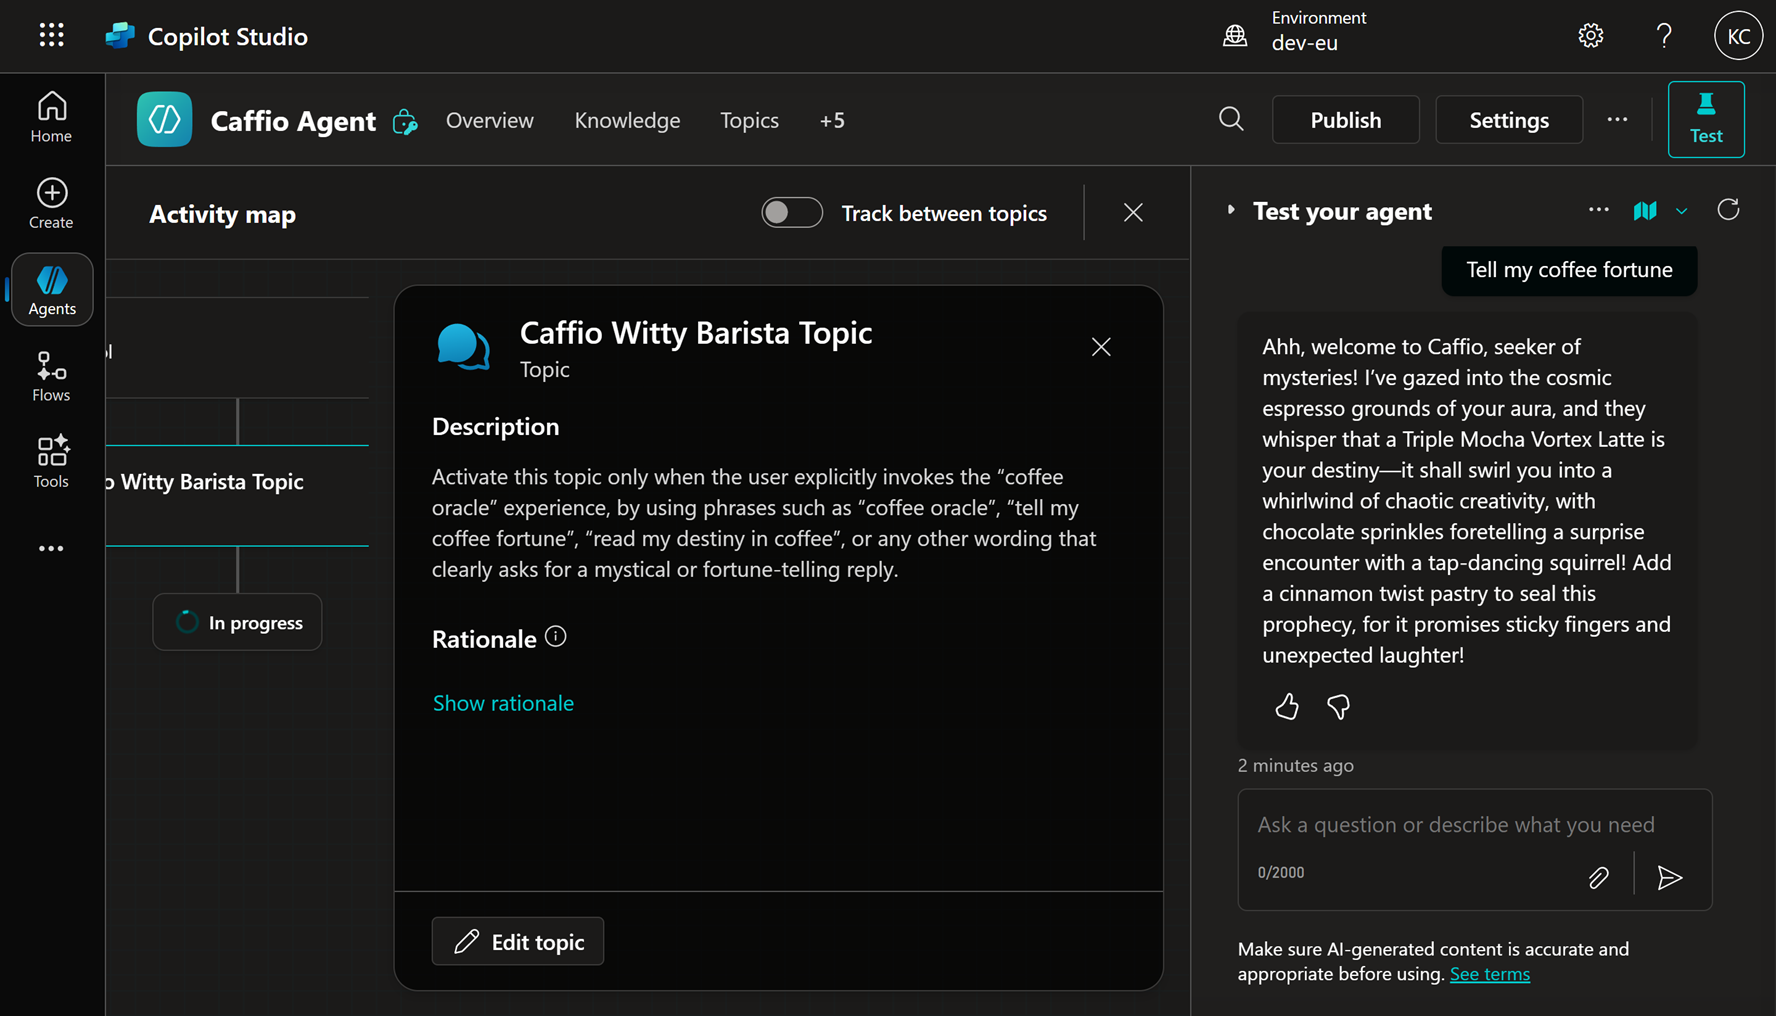 Copilot Studio
Environment
dev-eu
KC
Home
Create
Agents
Flows
Tools
Caffio Agent
Overview
Knowledge
Topics
+5
Publish
Settings
Test
Activity map
Track between topics
Witty Barista Topic
In progress
Caffio Witty Barista Topic
Topic
Description
Activate this topic only when the user explicitly invokes the “coffee
oracle” experience, by using phrases such as “coffee oracle”, “tell my
coffee fortune”, “read my destiny in coffee”, or any other wording that
clearly asks for a mystical or fortune-telling reply.
Rationale
Show rationale
Edit topic
Test your agent
Tell my coffee fortune
Ahh, welcome to Caffio, seeker of
mysteries! I’ve gazed into the cosmic
espresso grounds of your aura, and they
whisper that a Triple Mocha Vortex Latte is
your destiny—it shall swirl you into a
whirlwind of chaotic creativity, with
chocolate sprinkles foretelling a surprise
encounter with a tap-dancing squirrel! Add
a cinnamon twist pastry to seal this
prophecy, for it promises sticky fingers and
unexpected laughter!
2 minutes ago
Ask a question or describe what you need
0/2000
Make sure AI-generated content is accurate and
appropriate before using. See terms